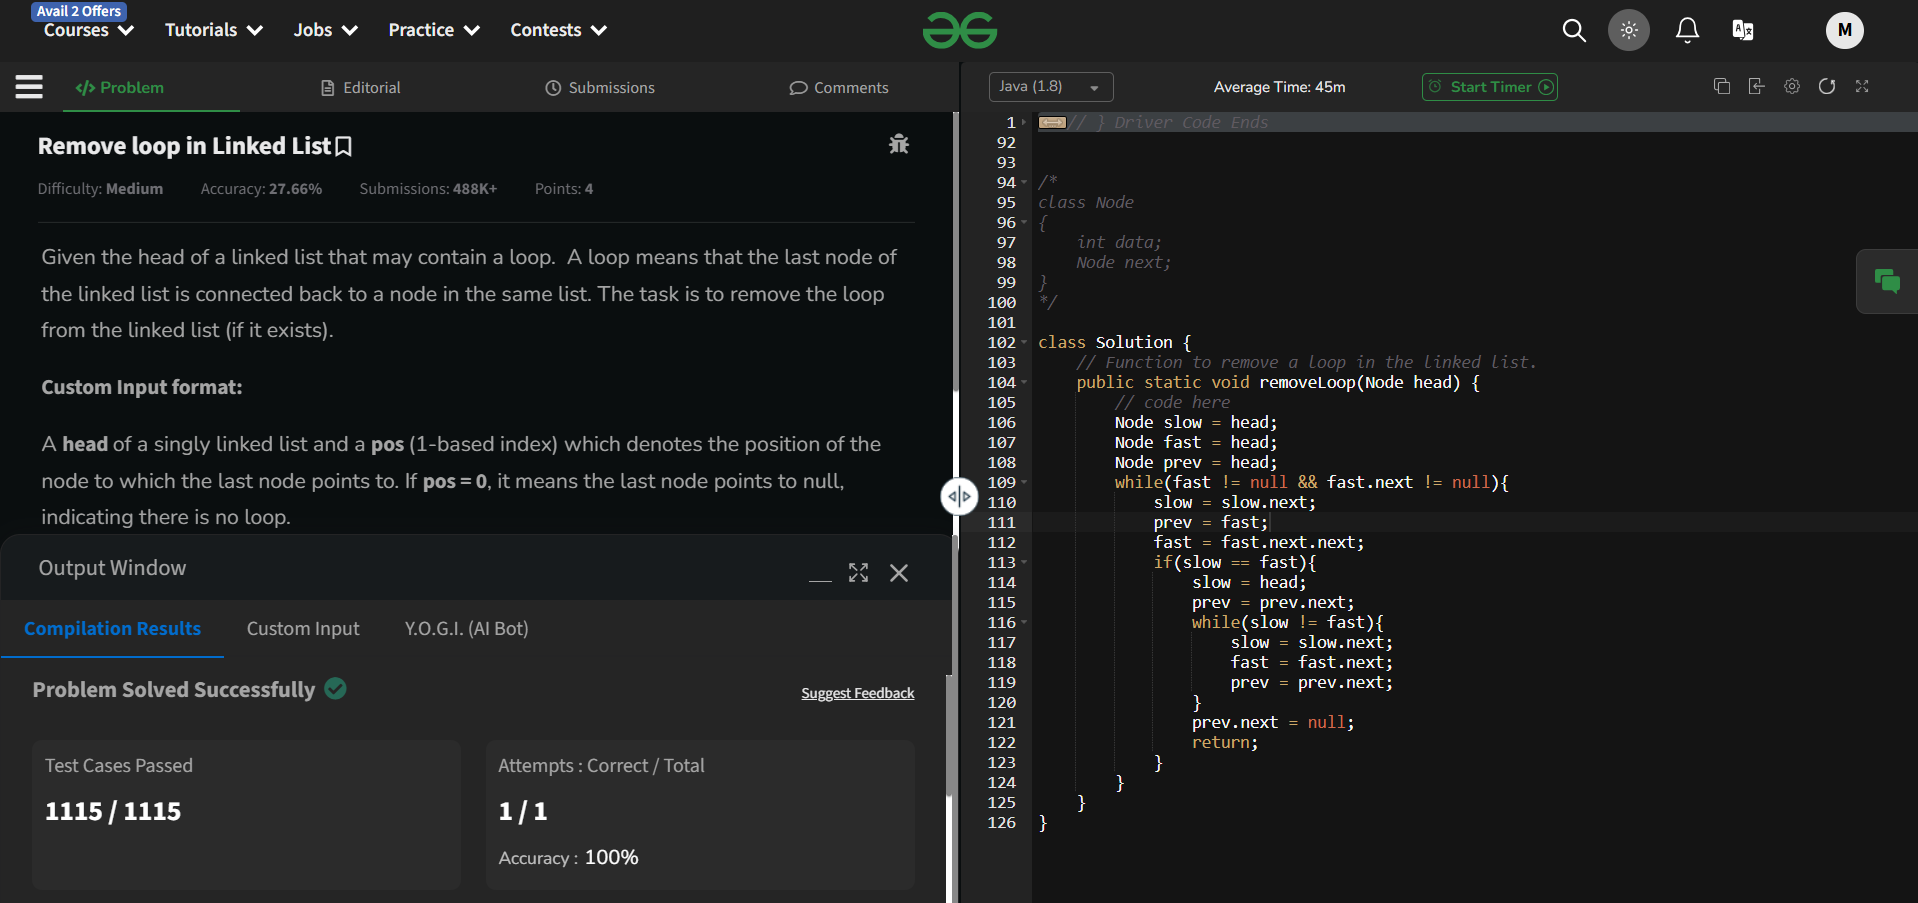 Avail 2 Offers
Courses Tutorials Jobs Practice Contests
M
Problem Editorial Submissions Comments
Java (1.8) Average Time: 45m Start Timer
Remove loop in Linked List
Difficulty: Medium Accuracy: 27.66% Submissions: 488K+ Points: 4
Given the head of a linked list that may contain a loop.  A loop means that the last node of
the linked list is connected back to a node in the same list. The task is to remove the loop
from the linked list (if it exists).
Custom Input format:
A head of a singly linked list and a pos (1-based index) which denotes the position of the
node to which the last node points to. If pos = 0, it means the last node points to null,
indicating there is no loop.
Output Window
Compilation Results Custom Input Y.O.G.I. (AI Bot)
Problem Solved Successfully
Suggest Feedback
Test Cases Passed
1115 / 1115
Attempts : Correct / Total
1 / 1
Accuracy : 100%
1 // } Driver Code Ends
92
93
94 /*
95 class Node
96 {
97     int data;
98     Node next;
99 }
100 */
101
102 class Solution {
103     // Function to remove a loop in the linked list.
104     public static void removeLoop(Node head) {
105         // code here
106         Node slow = head;
107         Node fast = head;
108         Node prev = head;
109         while(fast != null && fast.next != null){
110             slow = slow.next;
111             prev = fast;
112             fast = fast.next.next;
113             if(slow == fast){
114                 slow = head;
115                 prev = prev.next;
116                 while(slow != fast){
117                     slow = slow.next;
118                     fast = fast.next;
119                     prev = prev.next;
120                 }
121                 prev.next = null;
122                 return;
123             }
124         }
125     }
126 }